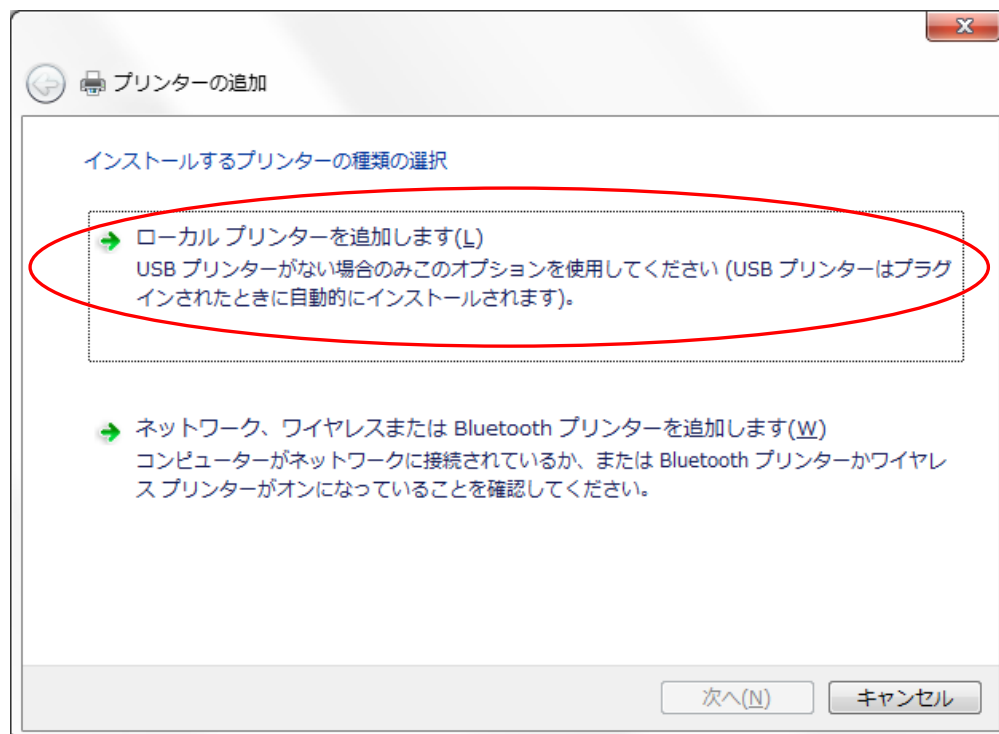 プリンターの追加
インストールするプリンターの種類の選択
ローカル プリンターを追加します(L)
USB プリンターがない場合のみこのオプションを使用してください (USB プリンターはプラグ
インされたときに自動的にインストールされます)。
ネットワーク、ワイヤレスまたは Bluetooth プリンターを追加します(W)
コンピューターがネットワークに接続されているか、または Bluetooth プリンターかワイヤレ
ス プリンターがオンになっていることを確認してください。
次へ(N)
キャンセル